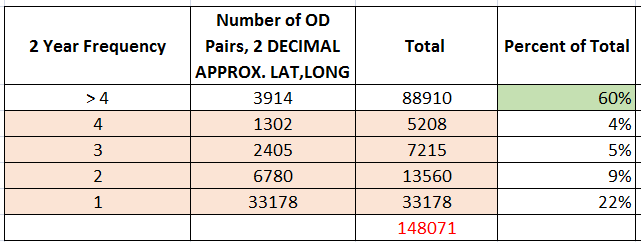 2 Year Frequency Number of OD Pairs, 2 DECIMAL APPROX. LAT,LONG Total Percent of Total
> 4 3914 88910 60%
4 1302 5208 4%
3 2405 7215 5%
2 6780 13560 9%
1 33178 33178 22%
148071